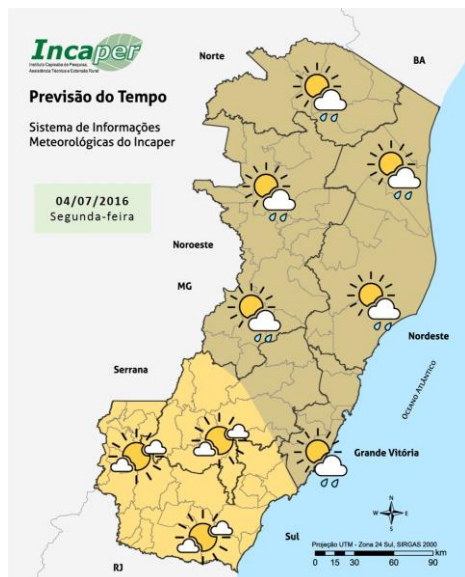 Incaper
Instituto Capixaba de Pesquisa,
Assistência Técnica e Extensão Rural
Previsão do Tempo
Sistema de Informações
Meteorológicas do Incaper
04/07/2016
Segunda-feira
Norte
BA
Noroeste
MG
Nordeste
Serrana
OCEANO ATLÂNTICO
Grande Vitória
N
W
E
S
Sul
RJ
Projeção UTM - Zona 24 Sul, SIRGAS 2000
km
0 15 30 60 90